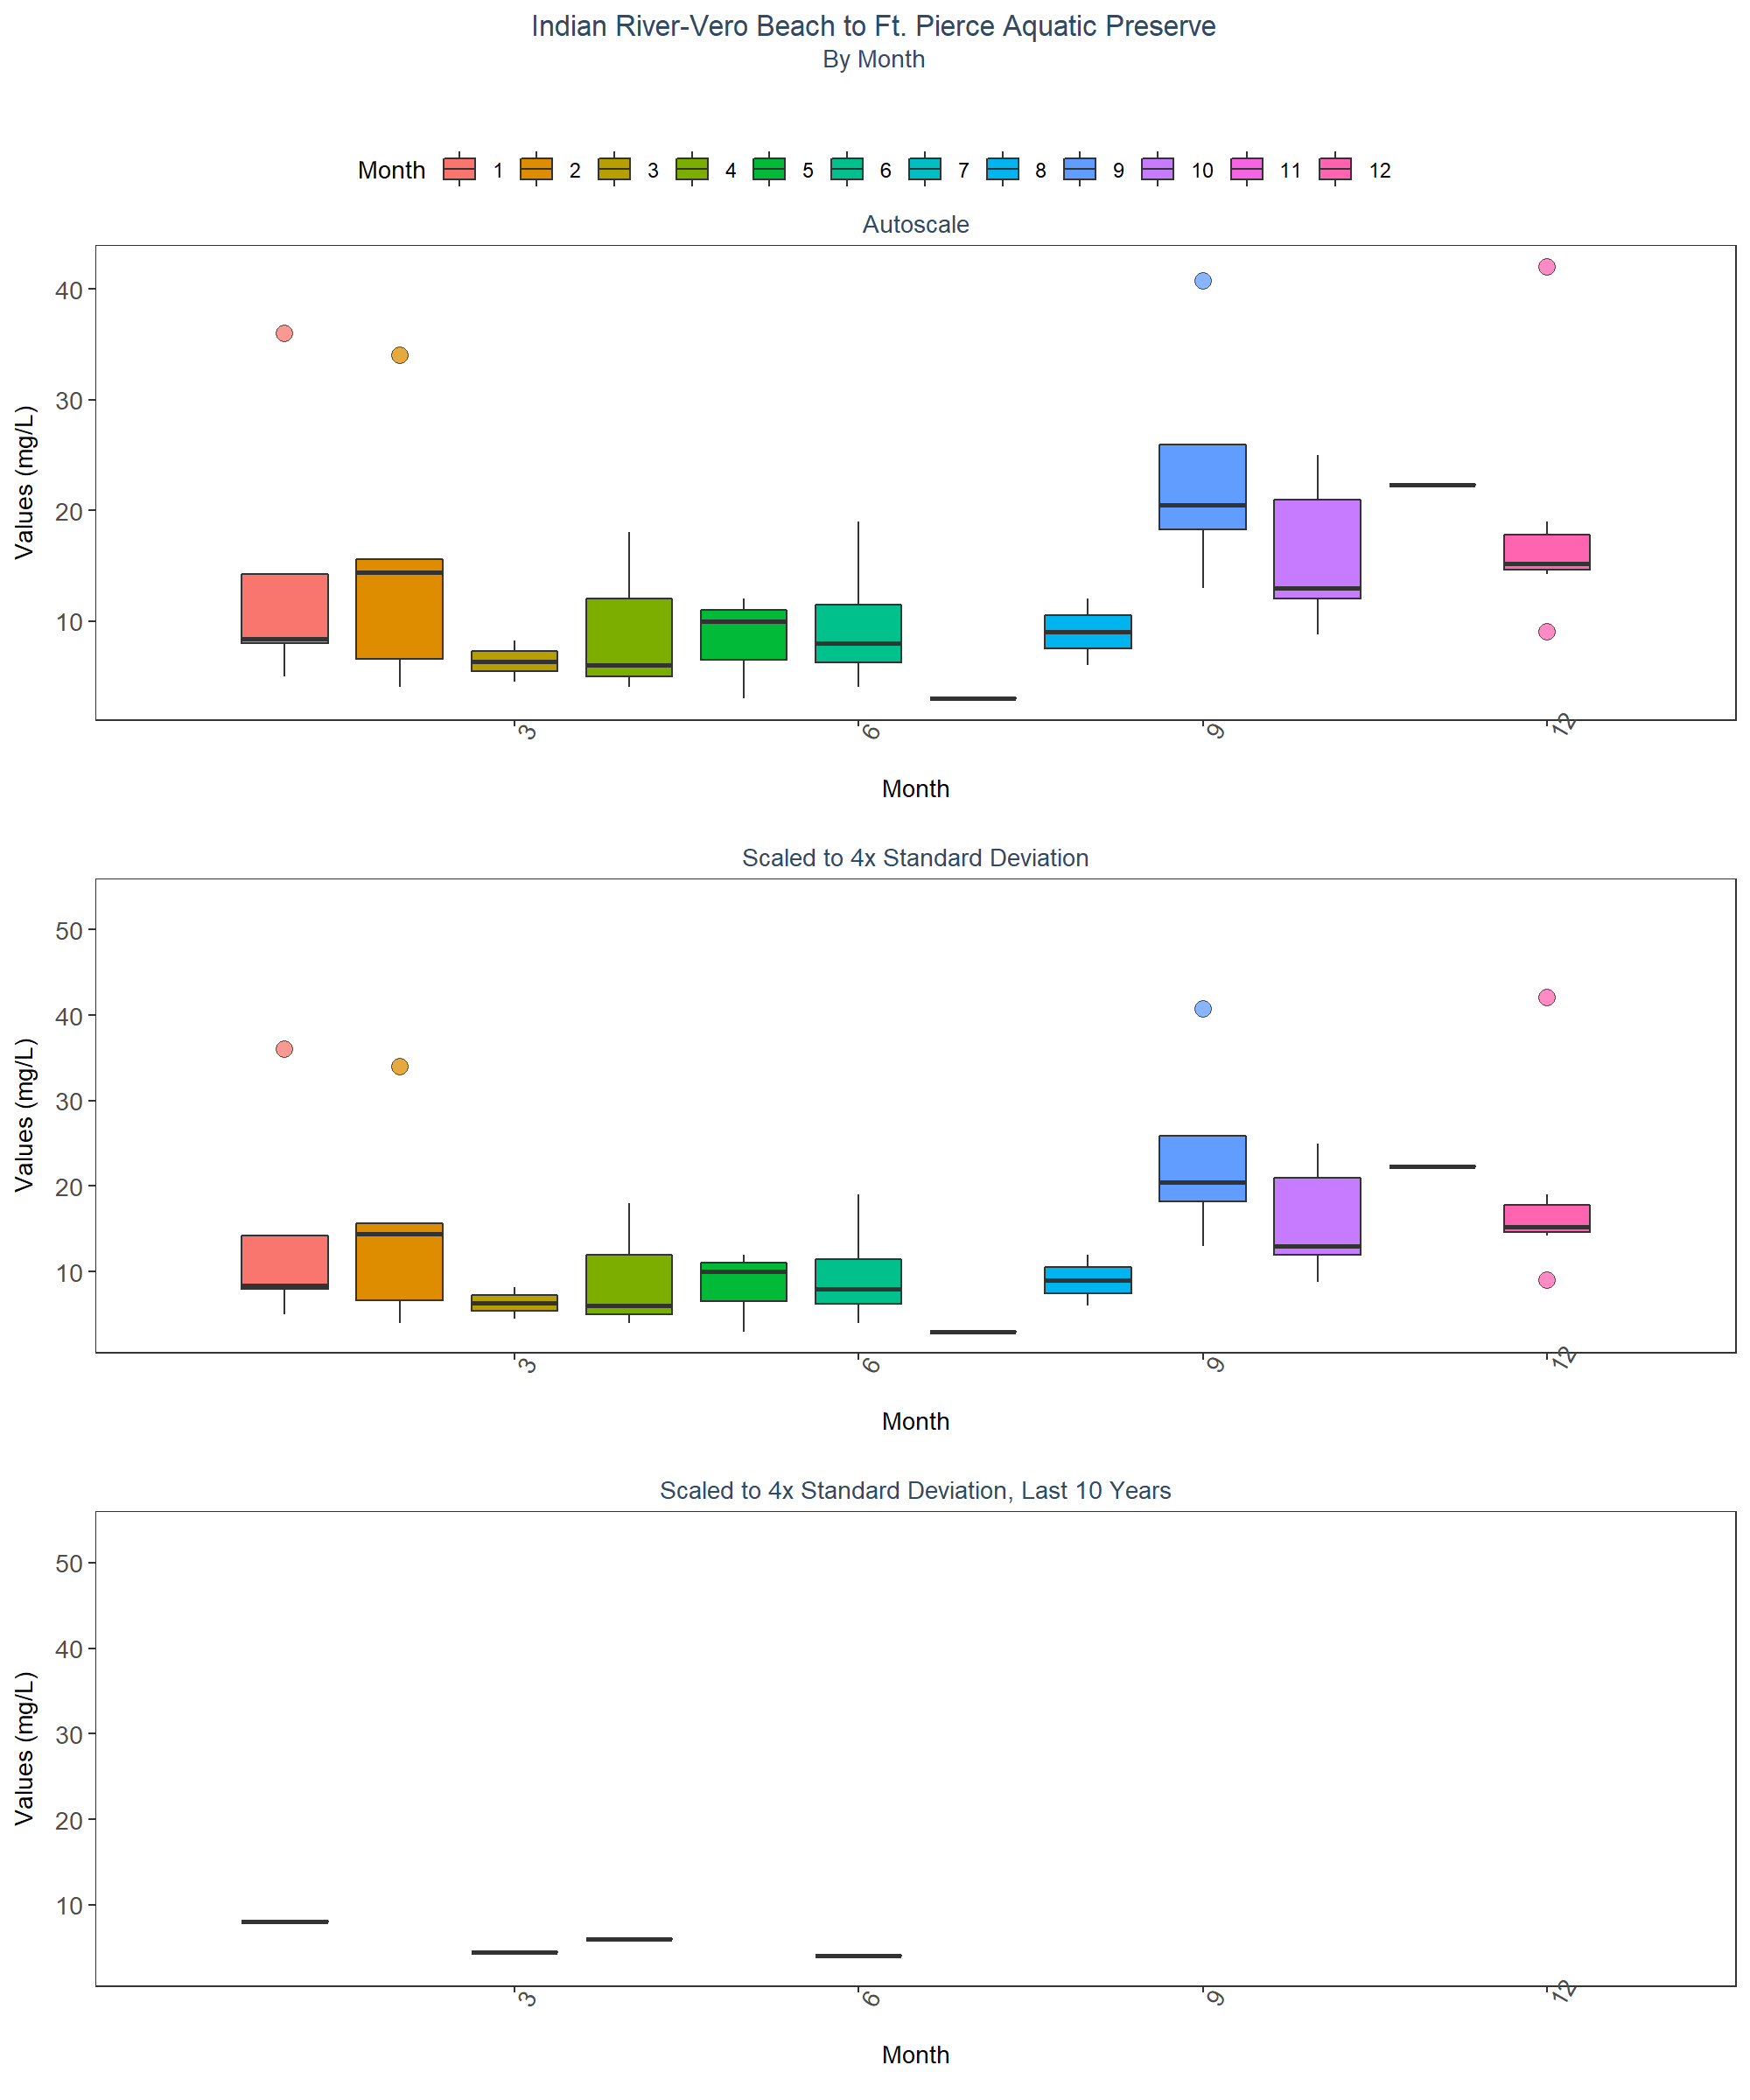 Indian River-Vero Beach to Ft. Pierce Aquatic Preserve
By Month
Month 1 2 3 4 5 6 7 8 9 10 11 12
Autoscale
Values (mg/L)
40
30
20
10
3 6 9 12
Month
Scaled to 4x Standard Deviation
Values (mg/L)
50
40
30
20
10
3 6 9 12
Month
Scaled to 4x Standard Deviation, Last 10 Years
Values (mg/L)
50
40
30
20
10
3 6 9 12
Month